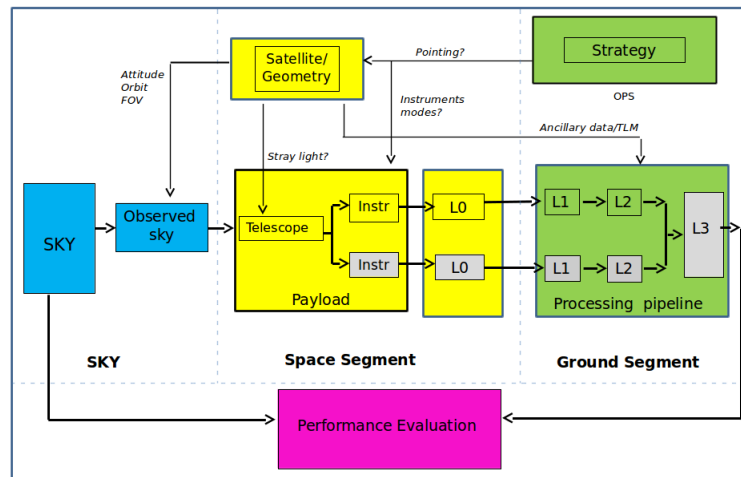 Satellite/
Geometry
Pointing?
Strategy
OPS
Attitude
Orbit
FOV
Instruments
modes?
Ancillary data/TLM
Stray light?
SKY
Observed
sky
Telescope
Instr
Instr
Payload
L0
L0
L1
L2
L1
L2
L3
Processing pipeline
SKY
Space Segment
Ground Segment
Performance Evaluation